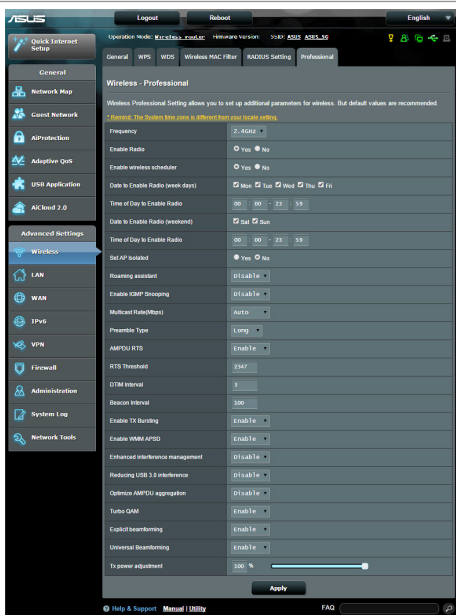 ASUS
Logout Reboot English
Quick Internet Setup
Operation Mode: Wireless router Firmware Version: SSID: ASUS ASUS_5G
General WPS WDS Wireless MAC Filter RADIUS Setting Professional
General
Network Map
Guest Network
AiProtection
Adaptive QoS
USB Application
AiCloud 2.0
Advanced Settings
Wireless
LAN
WAN
IPv6
VPN
Firewall
Administration
System Log
Network Tools
Wireless - Professional
Wireless Professional Setting allows you to set up additional parameters for wireless. But default values are recommended.
* Remind: The System time zone is different from your locale setting.
Frequency 2.4GHz
Enable Radio Yes No
Enable wireless scheduler Yes No
Date to Enable Radio (week days) Mon Tue Wed Thu Fri
Time of Day to Enable Radio 00 : 00 - 23 : 59
Date to Enable Radio (weekend) Sat Sun
Time of Day to Enable Radio 00 : 00 - 23 : 59
Set AP Isolated Yes No
Roaming assistant Disable
Enable IGMP Snooping Disable
Multicast Rate(Mbps) Auto
Preamble Type Long
AMPDU RTS Enable
RTS Threshold 2347
DTIM Interval 3
Beacon Interval 100
Enable TX Bursting Enable
Enable WMM APSD Enable
Enhanced interference management Disable
Reducing USB 3.0 interference Disable
Optimize AMPDU aggregation Disable
Turbo QAM Enable
Explicit beamforming Enable
Universal Beamforming Enable
Tx power adjustment 100 %
Apply
Help & Support Manual | Utility FAQ